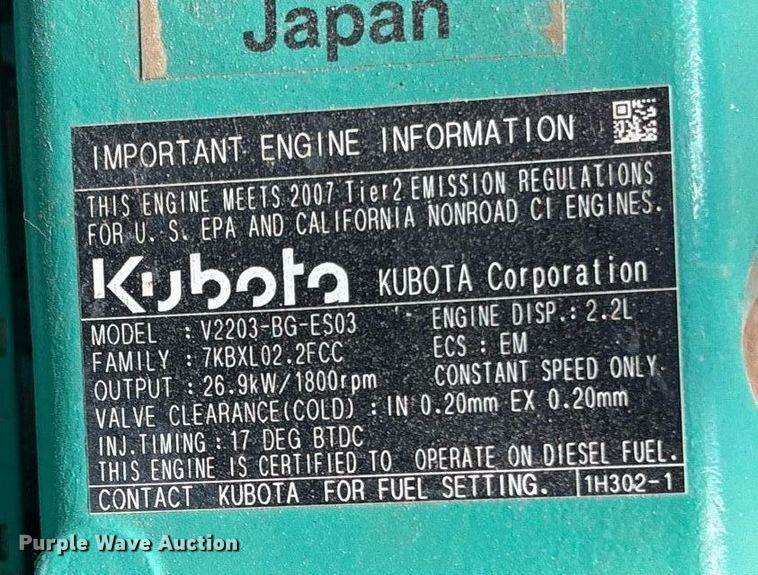 Japan
IMPORTANT ENGINE INFORMATION
THIS ENGINE MEETS 2007 Tier2 EMISSION REGULATIONS
FOR U. S. EPA AND CALIFORNIA NONROAD CI ENGINES.
Kubota KUBOTA Corporation
MODEL : V2203-BG-ES03 ENGINE DISP.: 2.2L
FAMILY : 7KBXL02.2FCC ECS : EM
OUTPUT : 26.9kW/1800rpm CONSTANT SPEED ONLY.
VALVE CLEARANCE(COLD) : IN 0.20mm EX 0.20mm
INJ.TIMING : 17 DEG BTDC
THIS ENGINE IS CERTIFIED TO OPERATE ON DIESEL FUEL.
CONTACT KUBOTA FOR FUEL SETTING. 1H302-1
Purple Wave Auction